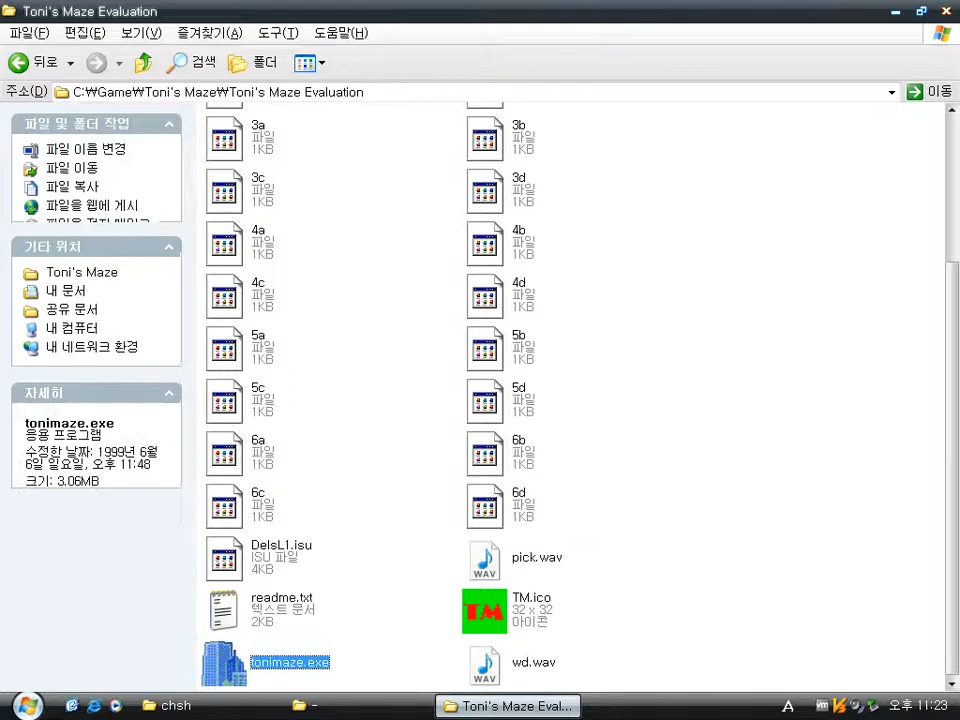 Toni's Maze Evaluation
파일(F) 편집(E) 보기(V) 즐겨찾기(A) 도구(T) 도움말(H)
뒤로 검색 폴더
주소(D) C:₩Game₩Toni's Maze₩Toni's Maze Evaluation 이동
파일 및 폴더 작업
파일 이름 변경
파일 이동
파일 복사
파일을 웹에 게시
기타 위치
Toni's Maze
내 문서
공유 문서
내 컴퓨터
내 네트워크 환경
자세히
tonimaze.exe
응용 프로그램
수정한 날짜: 1999년 6월
6일 일요일, 오후 11:48
크기: 3.06MB
3a
파일
1KB
3b
파일
1KB
3c
파일
1KB
3d
파일
1KB
4a
파일
1KB
4b
파일
1KB
4c
파일
1KB
4d
파일
1KB
5a
파일
1KB
5b
파일
1KB
5c
파일
1KB
5d
파일
1KB
6a
파일
1KB
6b
파일
1KB
6c
파일
1KB
6d
파일
1KB
DelsL1.isu
ISU 파일
4KB
WAV
pick.wav
readme.txt
텍스트 문서
2KB
TM
TM.ico
32 x 32
아이콘
tonimaze.exe
WAV
wd.wav
chsh
-
Toni's Maze Eval...
A
오후 11:23